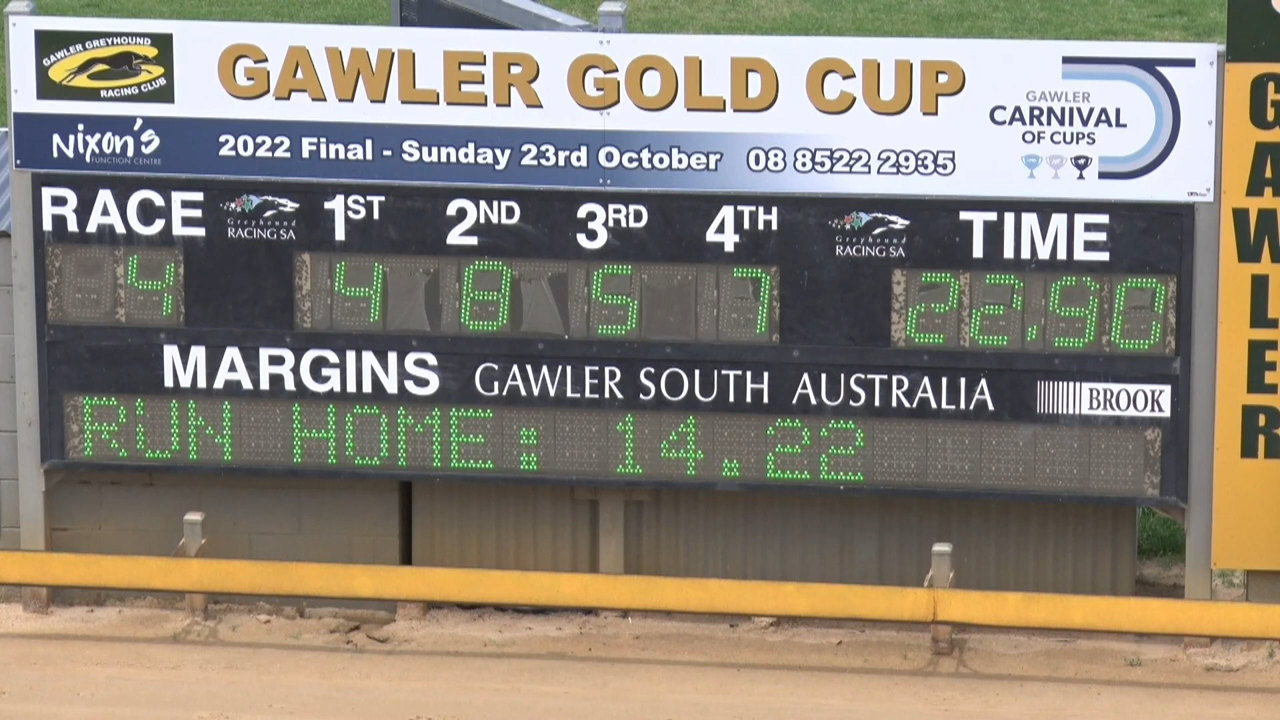 GAWLER GREYHOUND
RACING CLUB
GAWLER GOLD CUP
GAWLER
CARNIVAL
OF CUPS
Nixon's
FUNCTION CENTRE
2022 Final - Sunday 23rd October 08 8522 2935
RACE
Greyhound
RACING SA
1ST 2ND 3RD 4TH
Greyhound
RACING SA
TIME
4 4 8 5 7 22.90
MARGINS GAWLER SOUTH AUSTRALIA BROOK
RUN HOME: 14.22
GAWLER